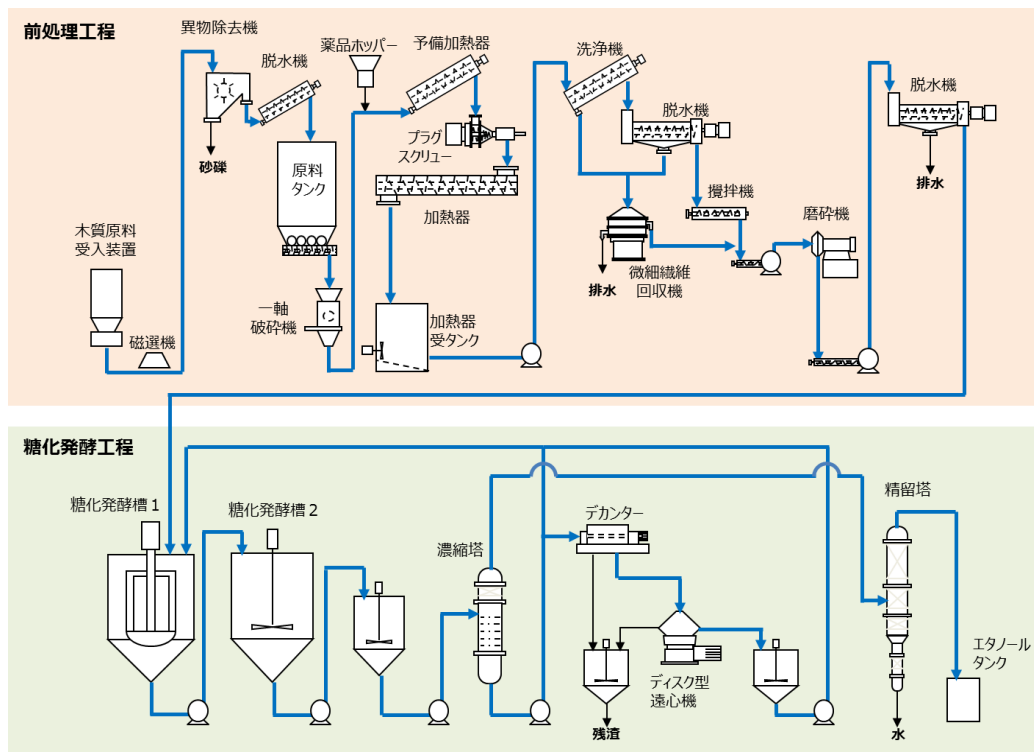 前処理工程
異物除去機
脱水機
砂礫
木質原料
受入装置
磁選機
原料
タンク
一軸
破砕機
薬品ホッパー
予備加熱器
プラグ
スクリュー
加熱器
加熱器
受タンク
洗浄機
脱水機
攪拌機
微細繊維
回収機
排水
磨砕機
脱水機
排水
糖化発酵工程
糖化発酵槽1
糖化発酵槽2
濃縮塔
デカンター
ディスク型
遠心機
残渣
精留塔
水
エタノール
タンク